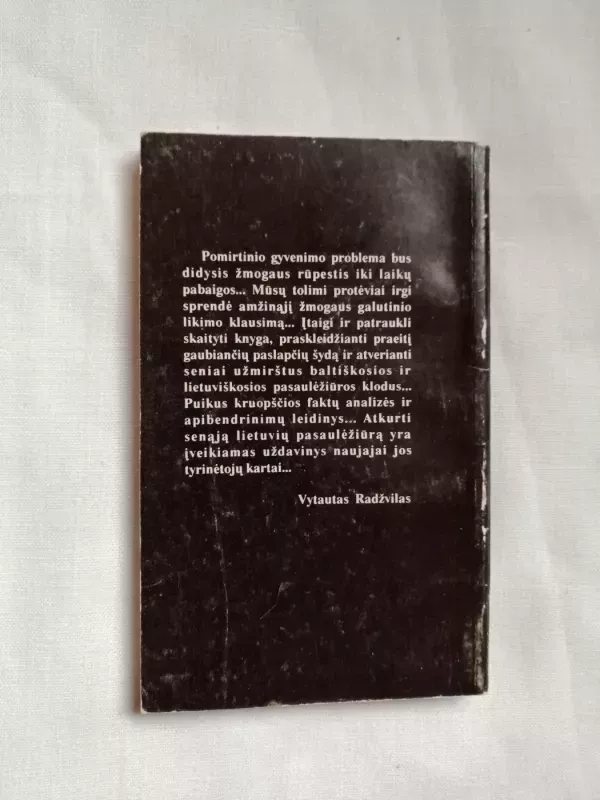 Pomirtinio gyvenimo problema bus
didysis žmogaus rūpestis iki laikų
pabaigos... Mūsų tolimi protėviai irgi
sprendė amžinąjį žmogaus galutinio
likimo klausimą... Įtaigi ir patraukli
skaityti knyga, praskleidžianti praeitį
gaubiančių paslapčių šydą ir atverianti
seniai užmirštus baltiškosios ir
lietuviškosios pasaulėžiūros klodus...
Puikus kruopščios faktų analizės ir
apibendrinimų leidinys... Atkurti
senąją lietuvių pasaulėžiūrą yra
įveikiamas uždavinys naujajai jos
tyrinėtojų kartai...
Vytautas Radžvilas